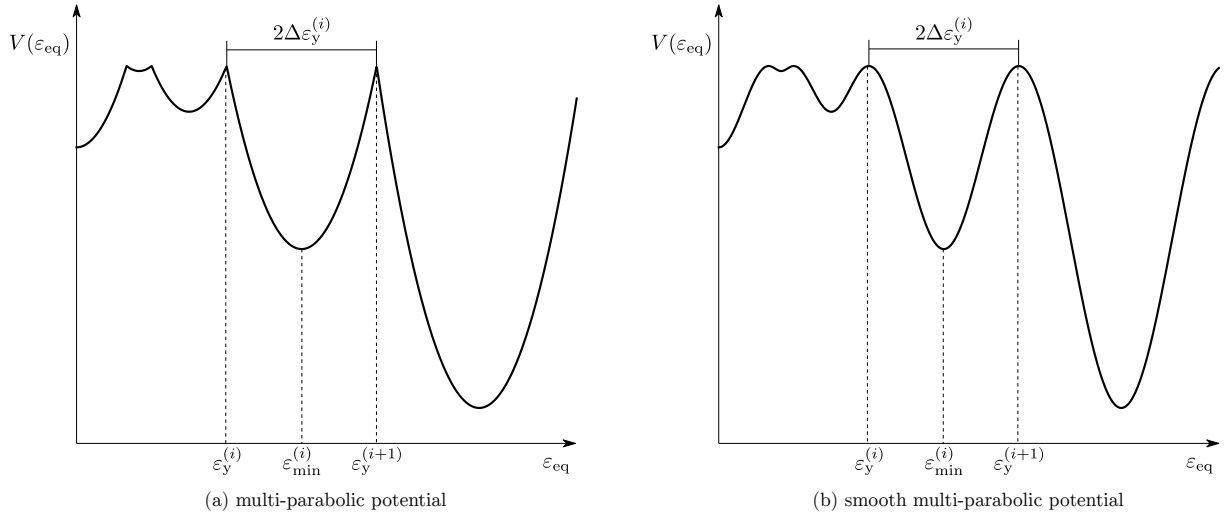 V(ε_eq)
2Δε_y^(i)
ε_y^(i) ε_min^(i) ε_y^(i+1) ε_eq
(a) multi-parabolic potential
V(ε_eq)
2Δε_y^(i)
ε_y^(i) ε_min^(i) ε_y^(i+1) ε_eq
(b) smooth multi-parabolic potential